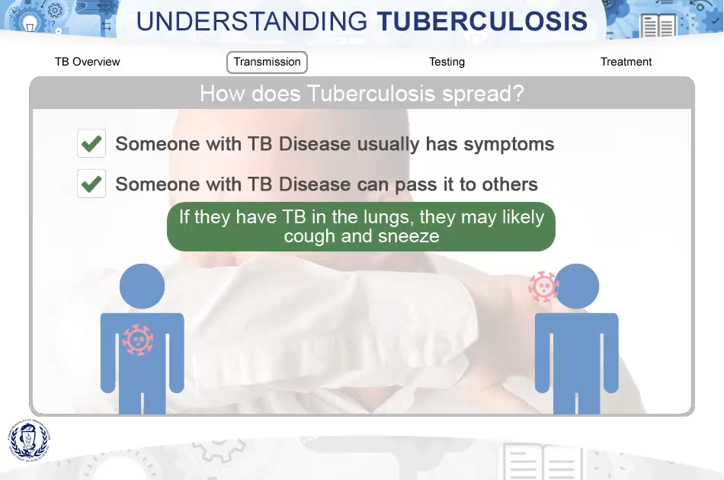 UNDERSTANDING TUBERCULOSIS
TB Overview
Transmission
Testing
Treatment
How does Tuberculosis spread?
Someone with TB Disease usually has symptoms
Someone with TB Disease can pass it to others
If they have TB in the lungs, they may likely
cough and sneeze